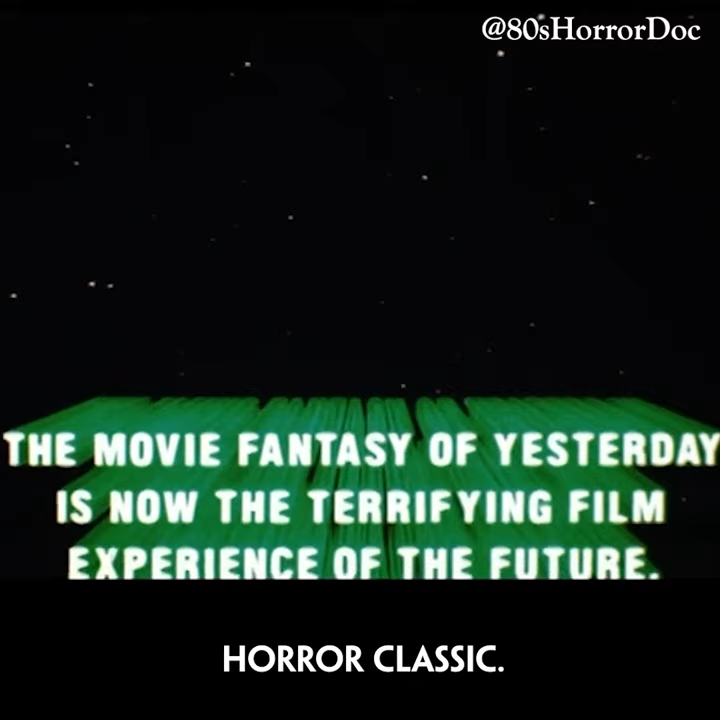 @80sHorrorDoc
THE MOVIE FANTASY OF YESTERDAY
IS NOW THE TERRIFYING FILM
EXPERIENCE OF THE FUTURE.
HORROR CLASSIC.